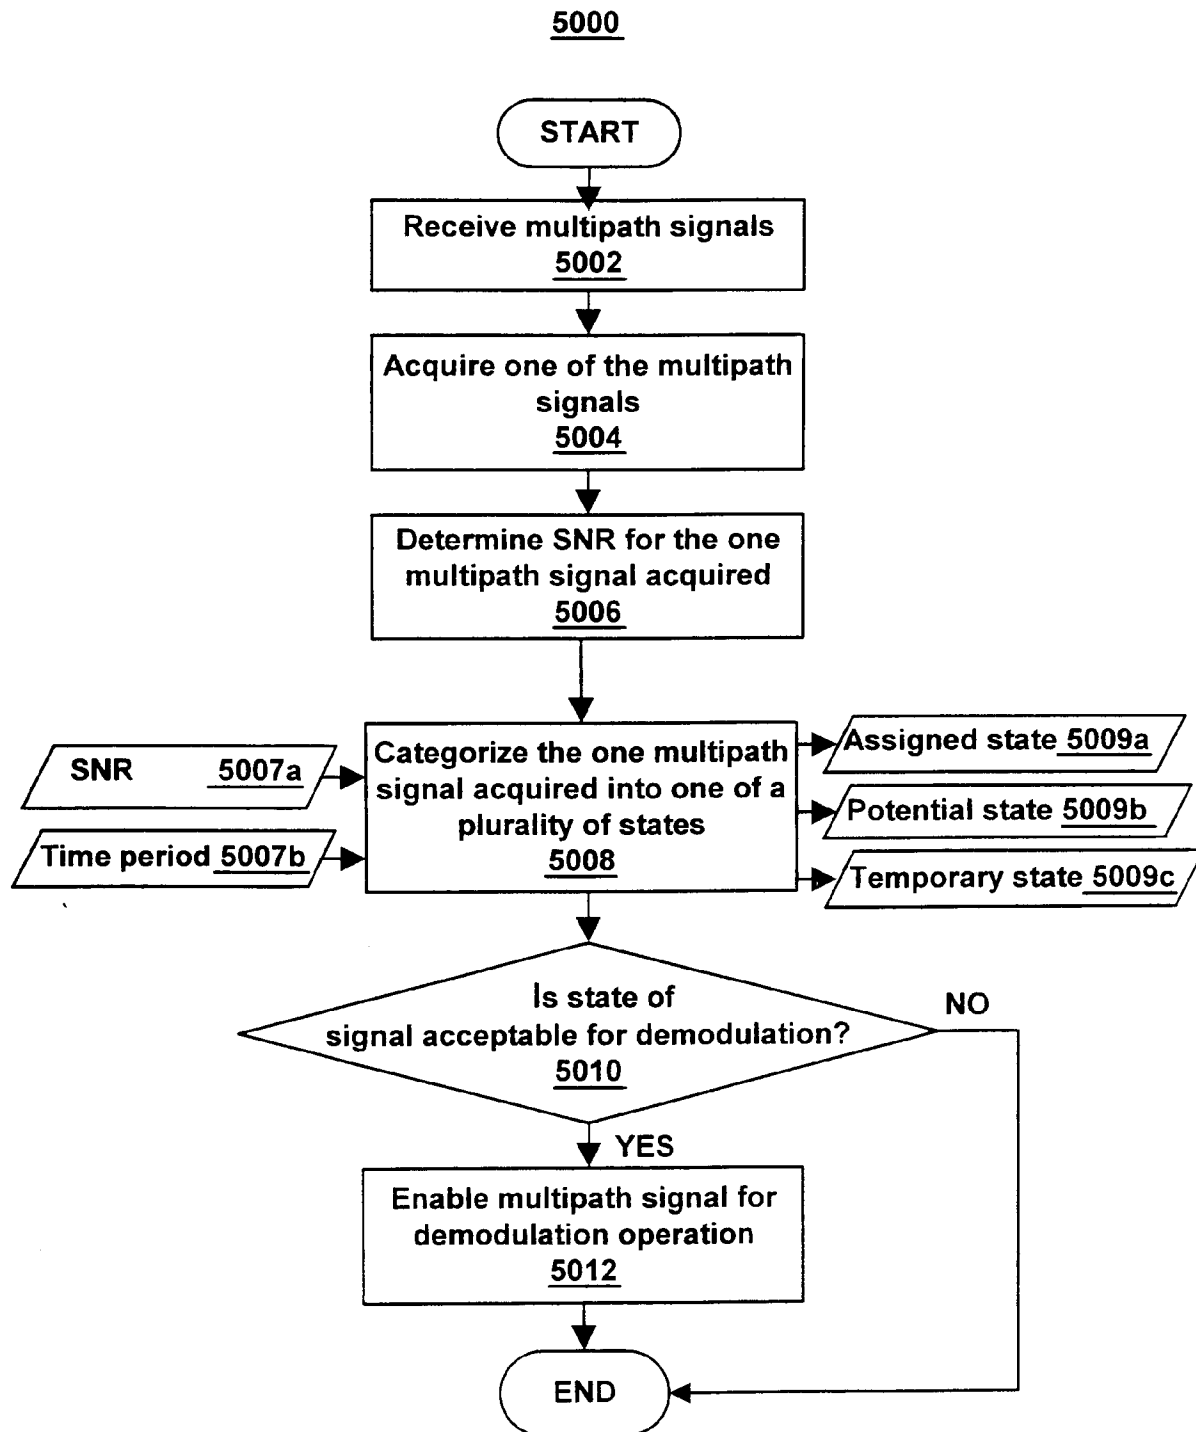 5000
START
Receive multipath signals
5002
Acquire one of the multipath
signals
5004
Determine SNR for the one
multipath signal acquired
5006
SNR 5007a
Time period 5007b
Categorize the one multipath
signal acquired into one of a
plurality of states
5008
Assigned state 5009a
Potential state 5009b
Temporary state 5009c
Is state of
signal acceptable for demodulation?
5010
NO
YES
Enable multipath signal for
demodulation operation
5012
END